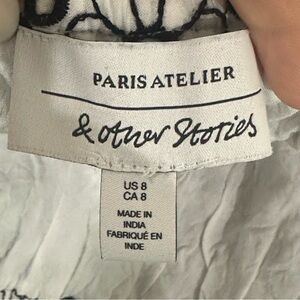 PARIS ATELIER
& other Stories
US 8
CA 8
MADE IN
INDIA
FABRIQUÉ EN
INDE